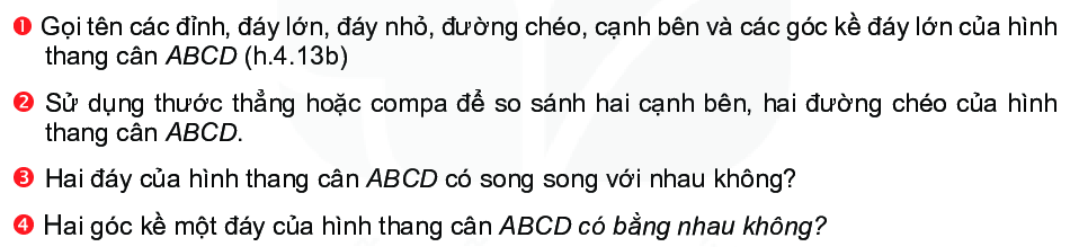 ❶ Gọi tên các đỉnh, đáy lớn, đáy nhỏ, đường chéo, cạnh bên và các góc kề đáy lớn của hình
thang cân ABCD (h.4.13b)
❷ Sử dụng thước thẳng hoặc compa để so sánh hai cạnh bên, hai đường chéo của hình
thang cân ABCD.
❸ Hai đáy của hình thang cân ABCD có song song với nhau không?
❹ Hai góc kề một đáy của hình thang cân ABCD có bằng nhau không?